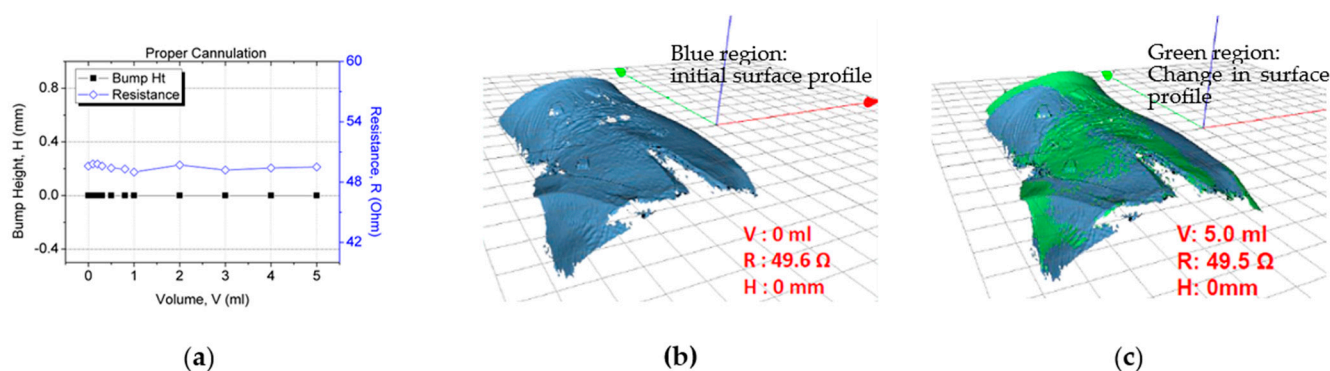 Proper Cannulation
Bump Ht
Resistance
0.8
0.4
0.0
-0.4
60
54
48
42
Bump Height, H (mm)
Resistance, R (Ohm)
0 1 2 3 4 5
Volume, V (ml)
(a)
Blue region:
initial surface profile
V : 0 ml
R : 49.6 Ω
H : 0 mm
(b)
Green region:
Change in surface
profile
V: 5.0 ml
R: 49.5 Ω
H: 0mm
(c)